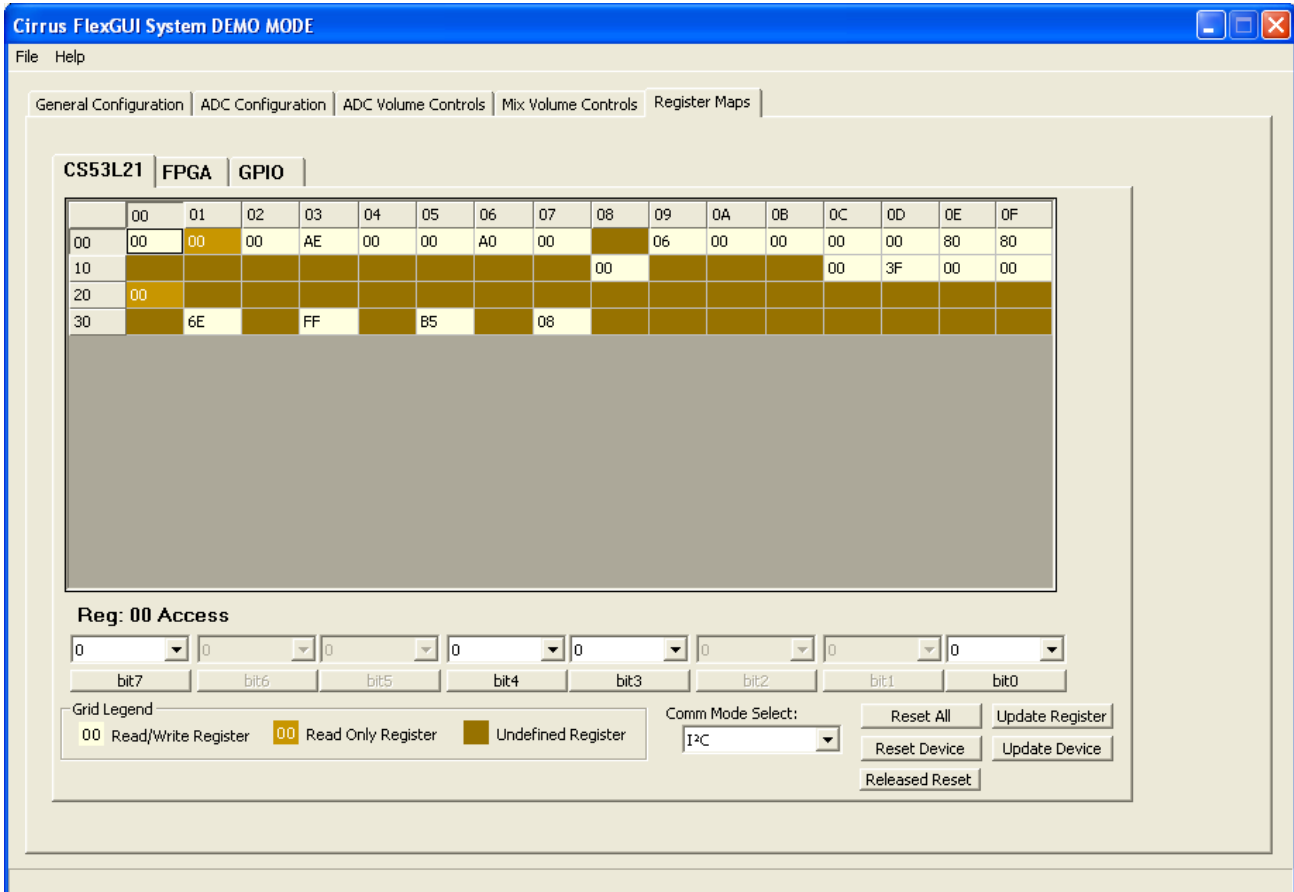 Cirrus FlexGUI System DEMO MODE
File Help
General Configuration ADC Configuration ADC Volume Controls Mix Volume Controls Register Maps
CS53L21 FPGA GPIO
00 01 02 03 04 05 06 07 08 09 0A 0B 0C 0D 0E 0F
00 00 00 00 AE 00 00 A0 00 06 00 00 00 00 80 80
10 00 00 3F 00 00
20 00
30 6E FF B5 08
Reg: 00 Access
0 0 0 0 0 0 0 0
bit7 bit6 bit5 bit4 bit3 bit2 bit1 bit0
Grid Legend
00 Read/Write Register 00 Read Only Register Undefined Register
Comm Mode Select:
I²C
Reset All Update Register
Reset Device Update Device
Released Reset